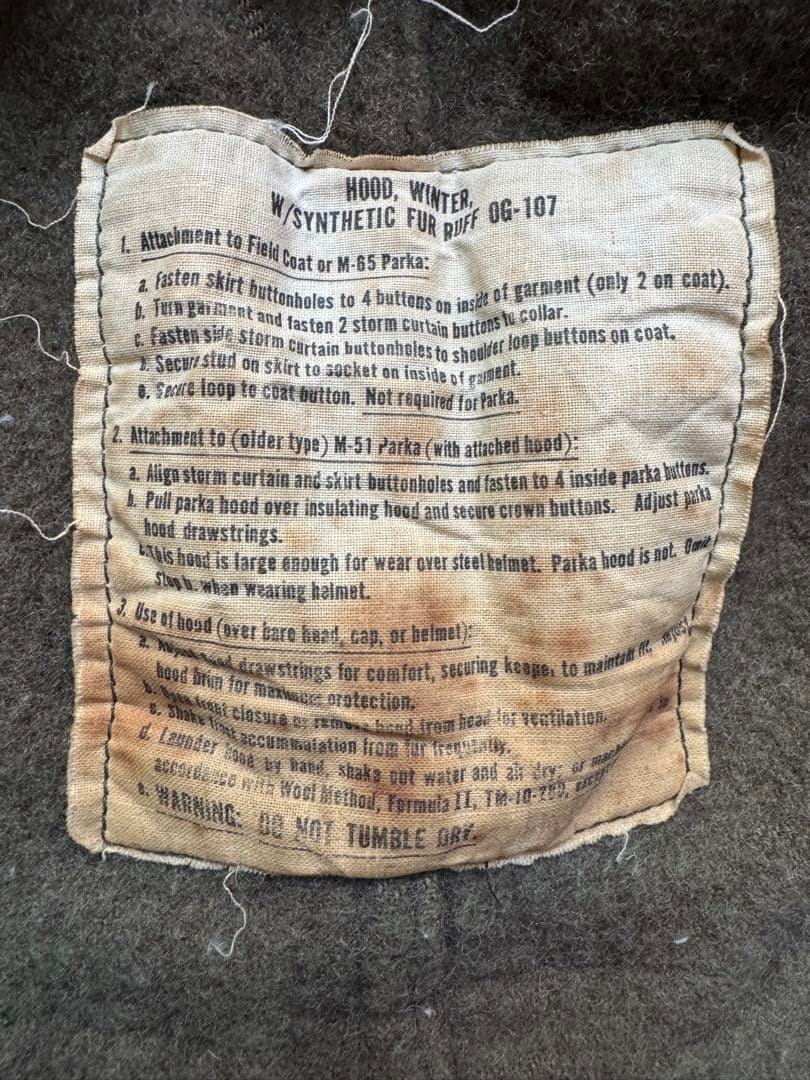 HOOD, WINTER,
W/SYNTHETIC FUR RUFF OG-107
1. Attachment to Field Coat or M-65 Parka:
a. Fasten skirt buttonholes to 4 buttons on inside of garment (only 2 on coat).
b. Turn garment and fasten 2 storm curtain buttons to collar.
c. Fasten side storm curtain buttonholes to shoulder loop buttons on coat.
d. Secure stud on skirt to socket on inside of garment.
e. Secure loop to coat button. Not required for Parka.
2. Attachment to (older type) M-51 Parka (with attached hood):
a. Align storm curtain and skirt buttonholes and fasten to 4 inside parka buttons.
b. Pull parka hood over insulating hood and secure crown buttons. Adjust parka
hood drawstrings.
c. This hood is large enough for wear over steel helmet. Parka hood is not. Omit
step b. when wearing helmet.
3. Use of hood (over bare head, cap, or helmet):
a. Adjust hood drawstrings for comfort, securing keeper to maintain fit. Adjust
hood brim for maximum protection.
b. Open front closure or remove hood from head for ventilation.
c. Shake frost accumulation from fur frequently.
d. Launder hood by hand, shake out water and air dry; or
accordance with Wool Method, Formula II, TM-10-
e. WARNING: DO NOT TUMBLE DRY.